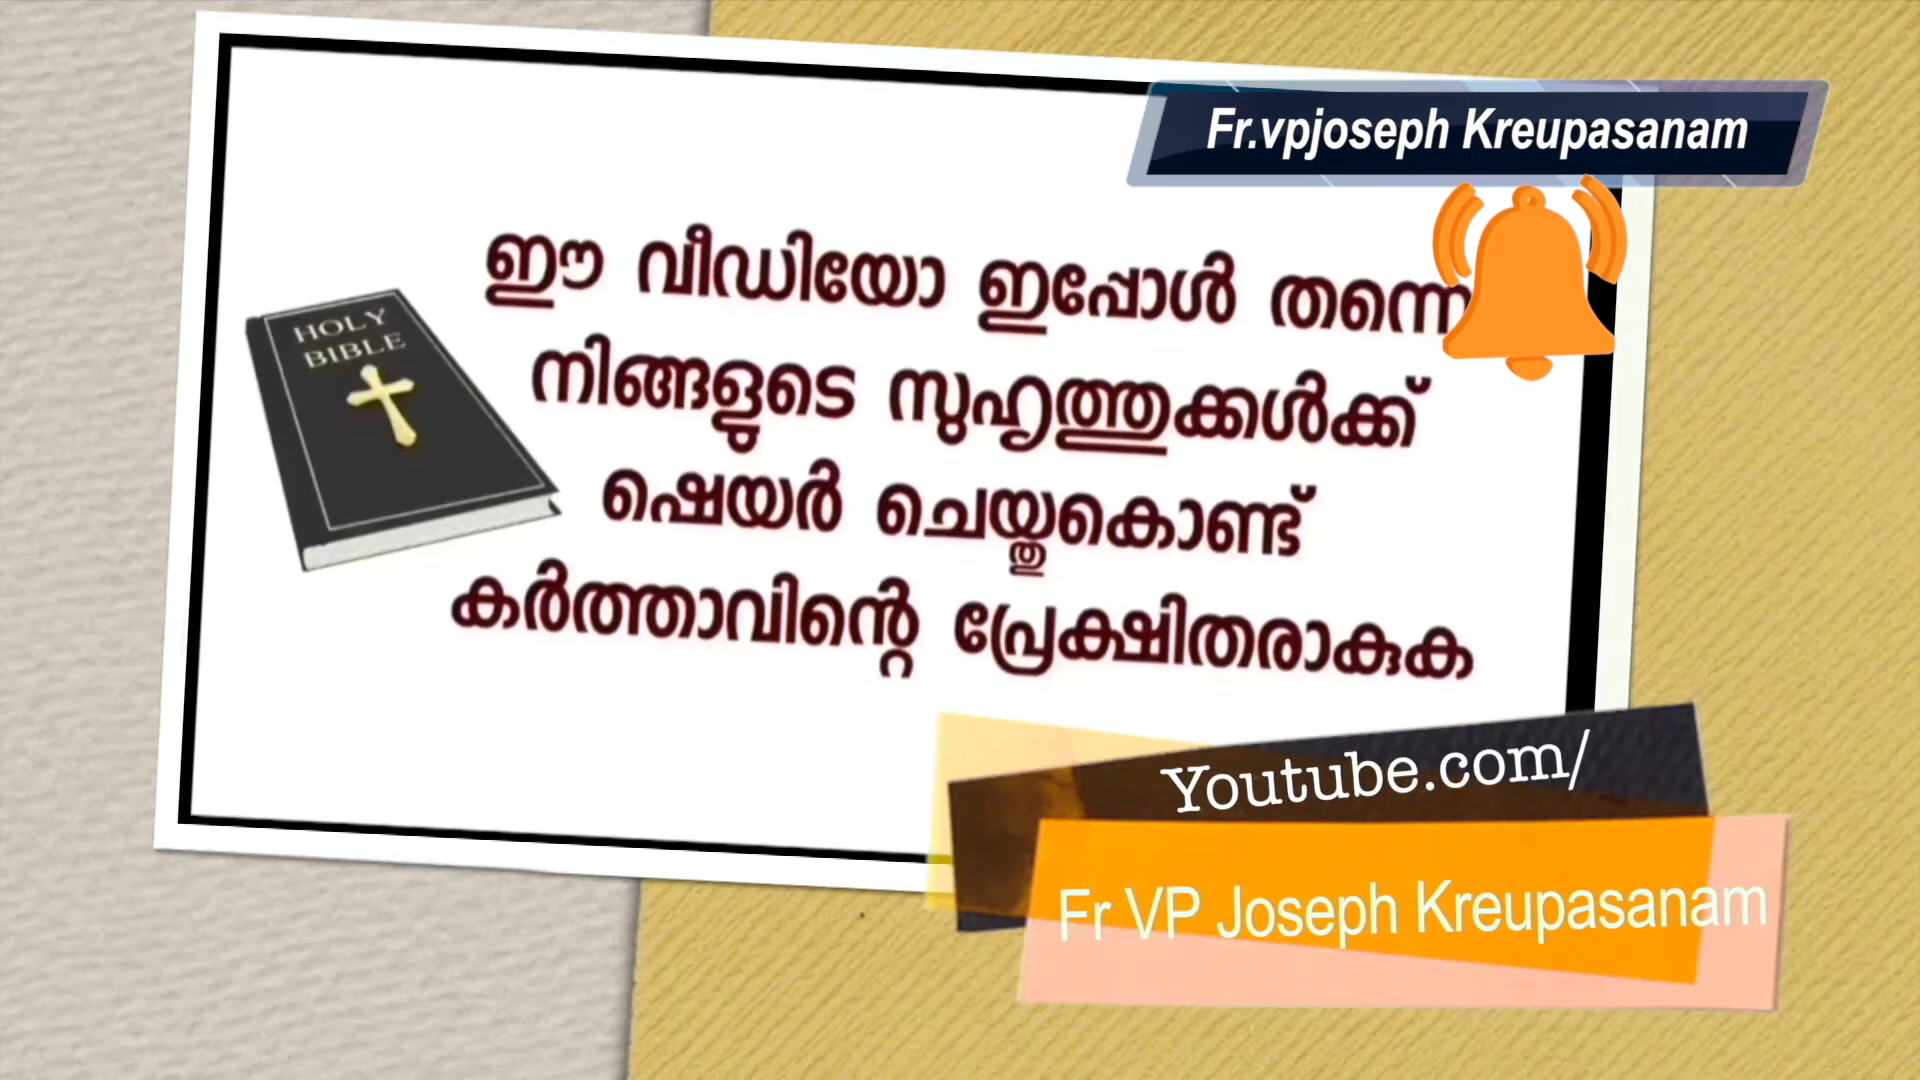 Fr.vpjoseph Kreupasanam
ഈ വീഡിയോ ഇപ്പോൾ തന്നെ
നിങ്ങളുടെ സുഹൃത്തുക്കൾക്ക്
ഷെയർ ചെയ്തുകൊണ്ട്
കർത്താവിന്റെ പ്രേക്ഷിതരാകുക
HOLY
BIBLE
Youtube.com/
Fr VP Joseph Kreupasanam